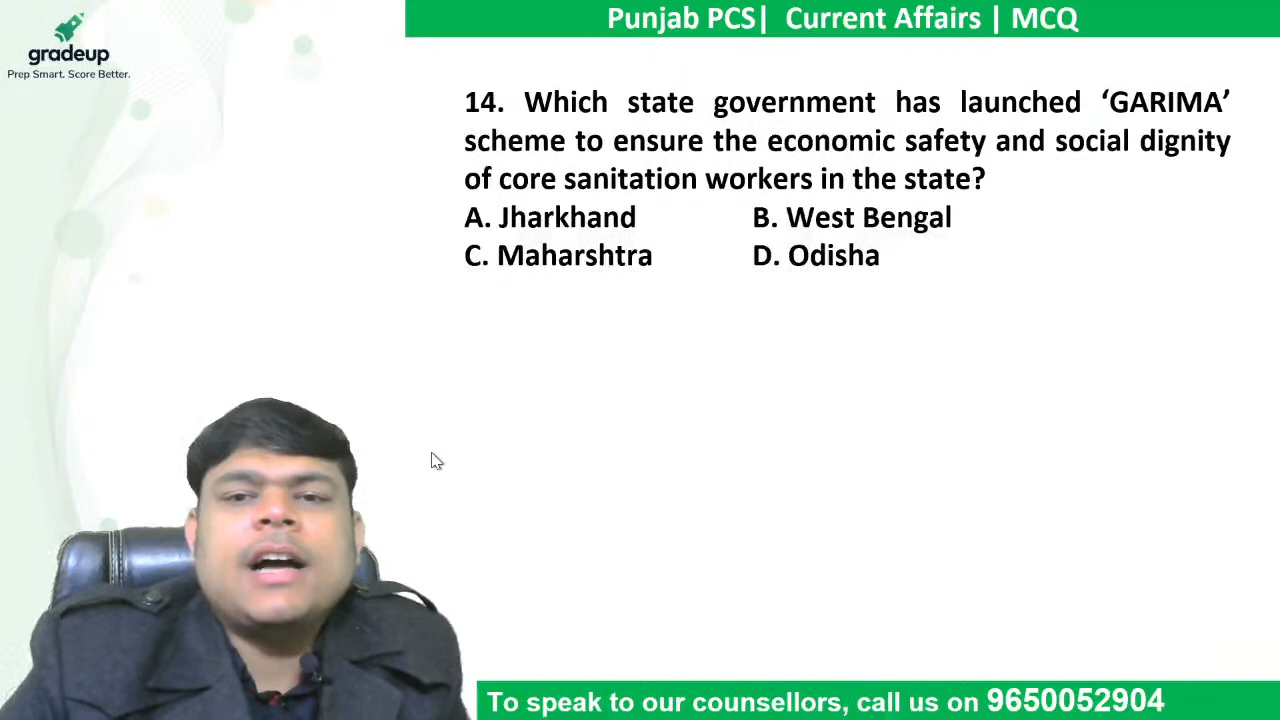 Punjab PCS| Current Affairs | MCQ
gradeup
Prep Smart. Score Better.
14. Which state government has launched ‘GARIMA’
scheme to ensure the economic safety and social dignity
of core sanitation workers in the state?
A. Jharkhand B. West Bengal
C. Maharshtra D. Odisha
To speak to our counsellors, call us on 9650052904